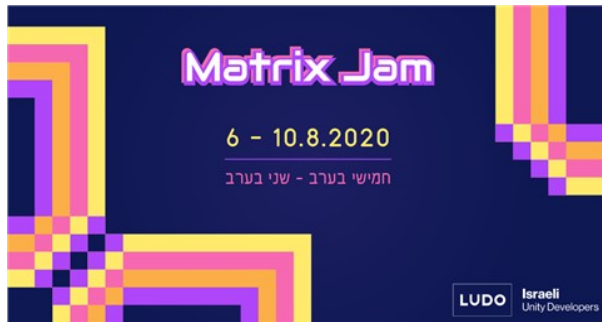 Matrix Jam
6 - 10.8.2020
חמישי בערב - שני בערב
LUDO
Israeli
Unity Developers